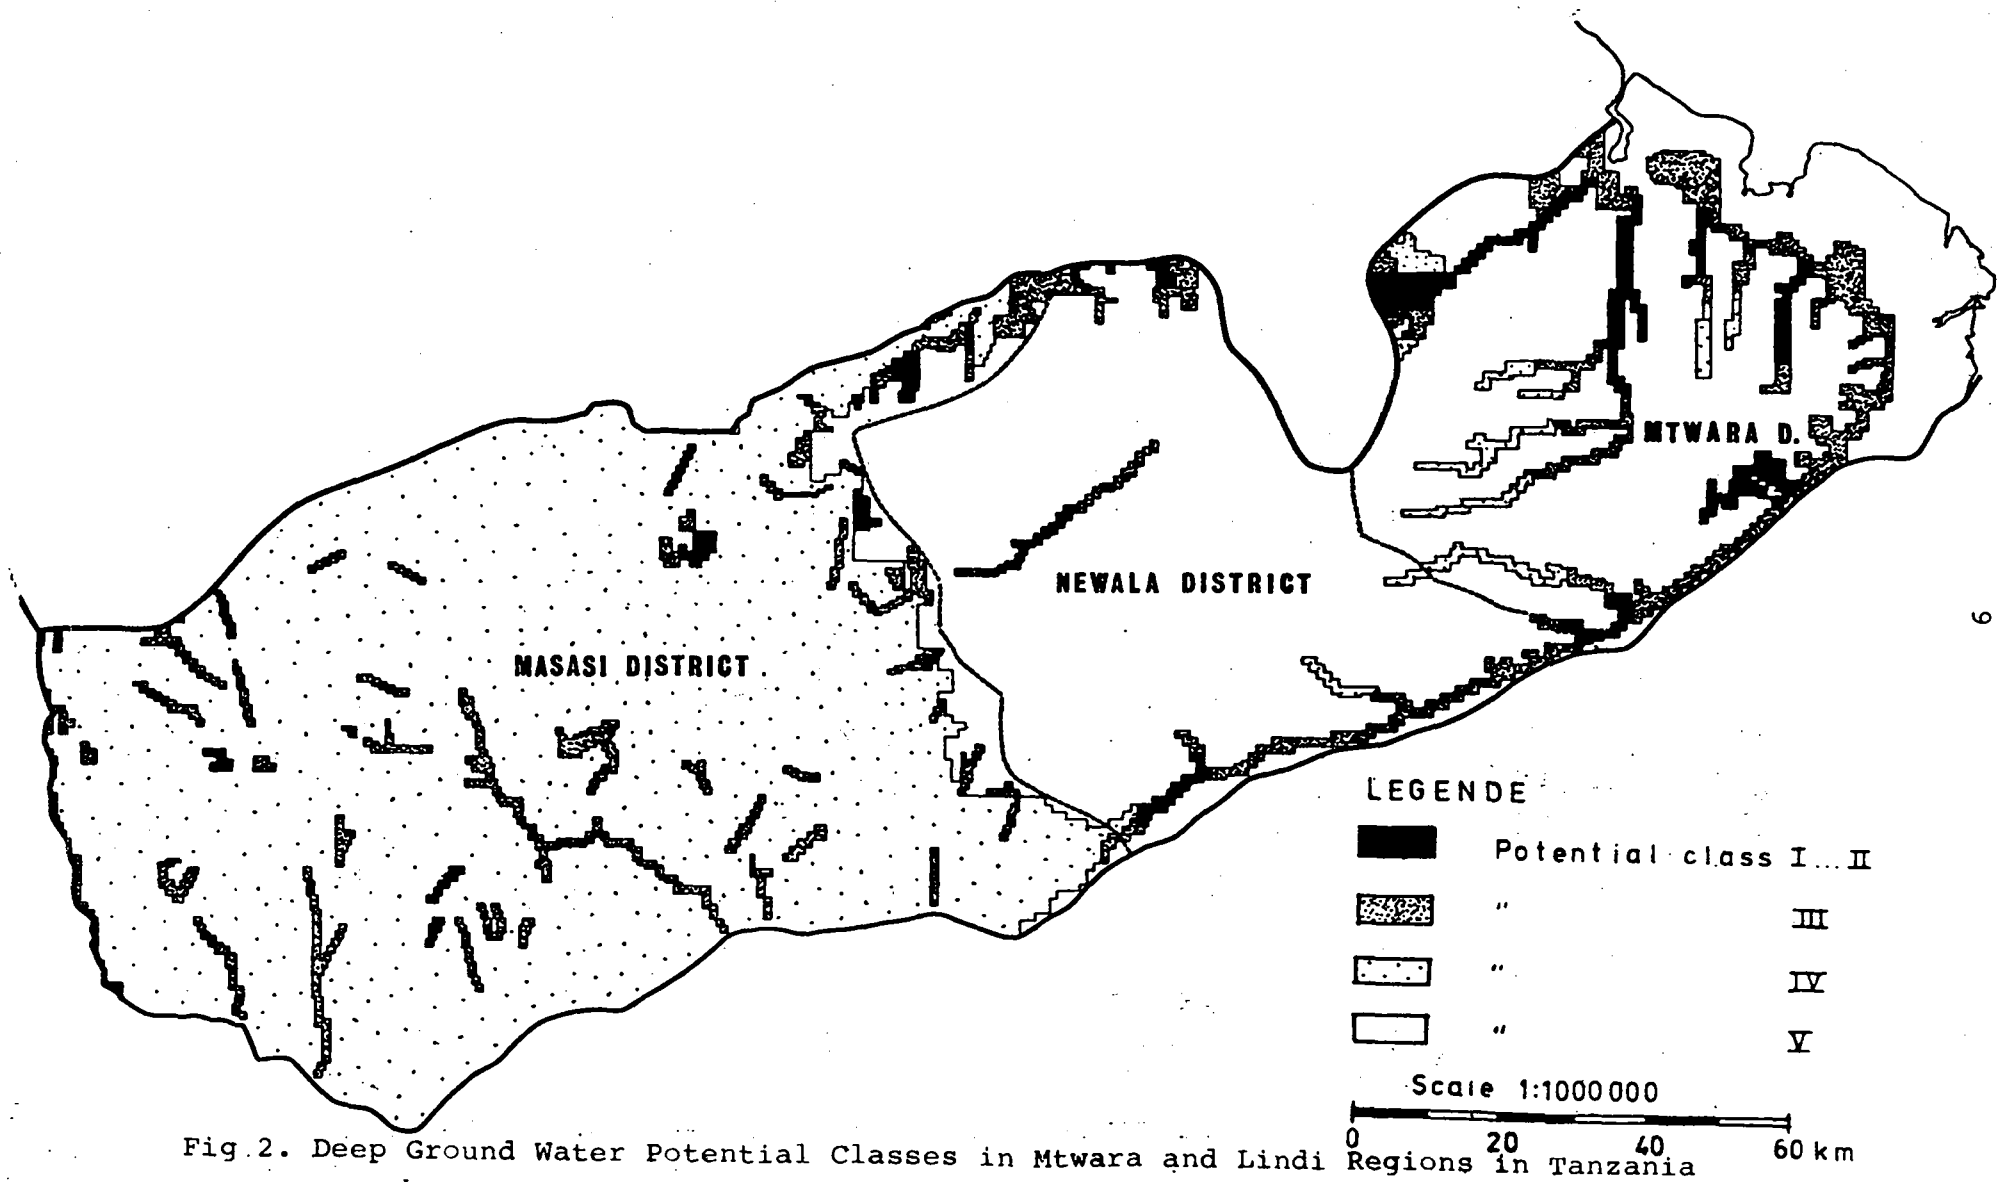 MTWARA D.
NEWALA DISTRICT
MASASI DISTRICT
9
LEGENDE
Potential class I...II
" III
" IV
" V
Scale 1:1000000
0 20 40 60 km
Fig.2. Deep Ground Water Potential Classes in Mtwara and Lindi Regions in Tanzania